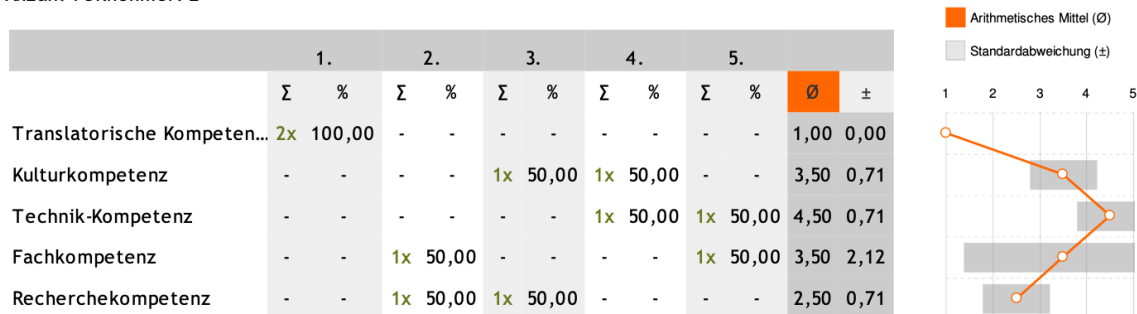 Arithmetisches Mittel (Ø)
Standardabweichung (±)
1. 2. 3. 4. 5.
Σ % Σ % Σ % Σ % Σ % Ø ±
1 2 3 4 5
Translatorische Kompeten... 2x 100,00 - - - - - - - - 1,00 0,00
Kulturkompetenz - - - - 1x 50,00 1x 50,00 - - 3,50 0,71
Technik-Kompetenz - - - - - - 1x 50,00 1x 50,00 4,50 0,71
Fachkompetenz - - 1x 50,00 - - - - 1x 50,00 3,50 2,12
Recherchekompetenz - - 1x 50,00 1x 50,00 - - - - 2,50 0,71